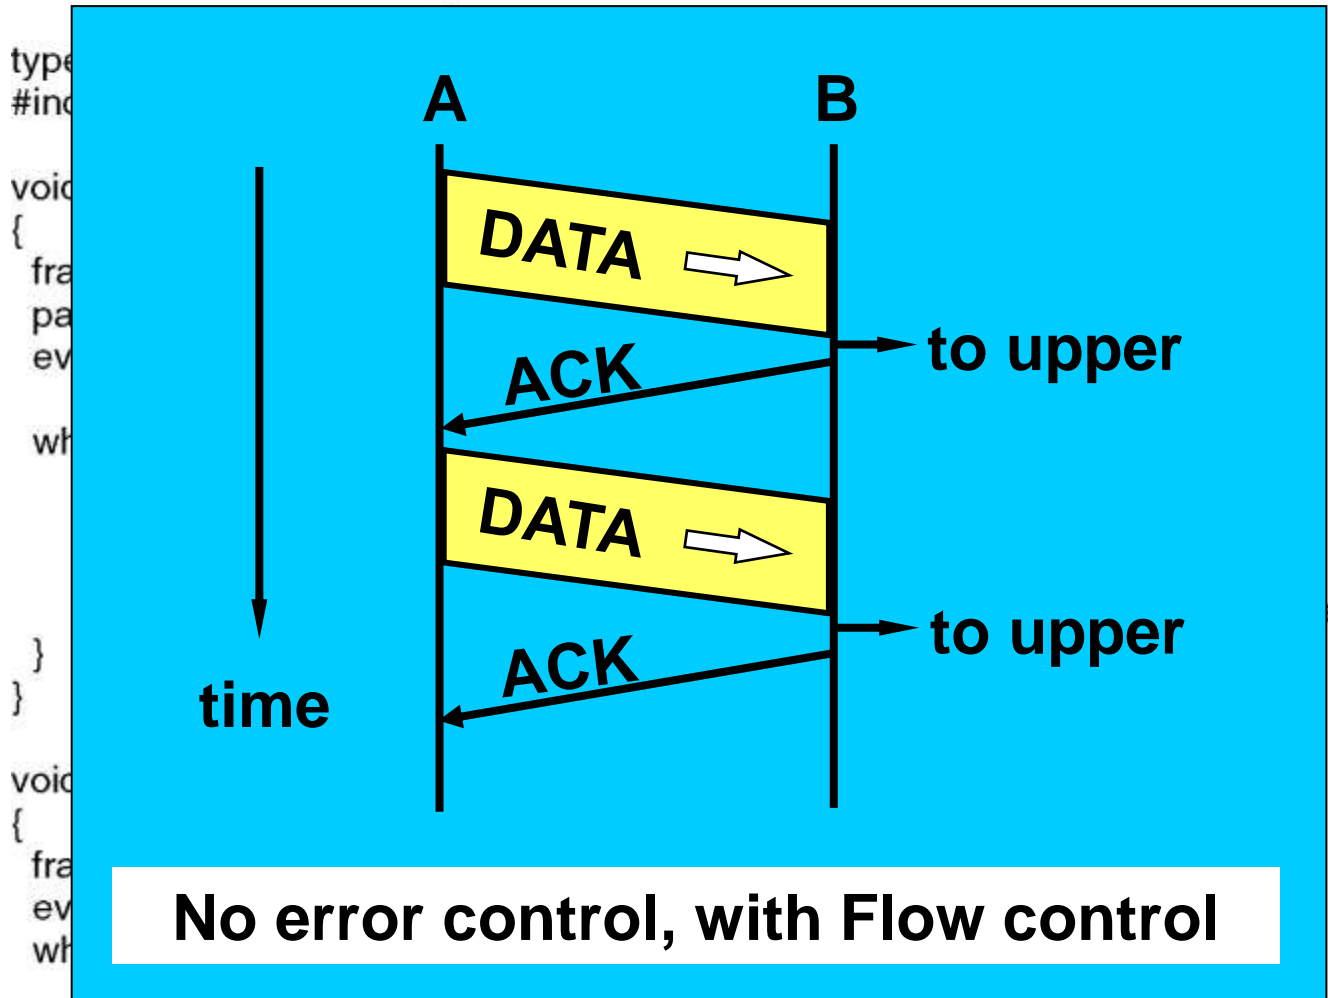 A B
DATA
to upper
ACK
DATA
to upper
ACK
time
No error control, with Flow control
{
}
}
{